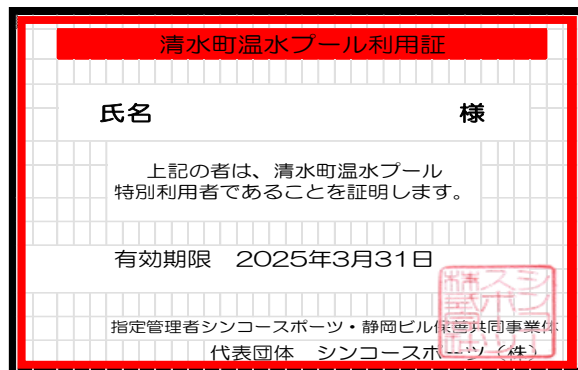 清水町温水プール利用証
氏名 様
上記の者は、清水町温水プール
特別利用者であることを証明します。
有効期限 2025年3月31日
指定管理者シンコースポーツ・静岡ビル保善共同事業体
代表団体 シンコースポーツ(株)